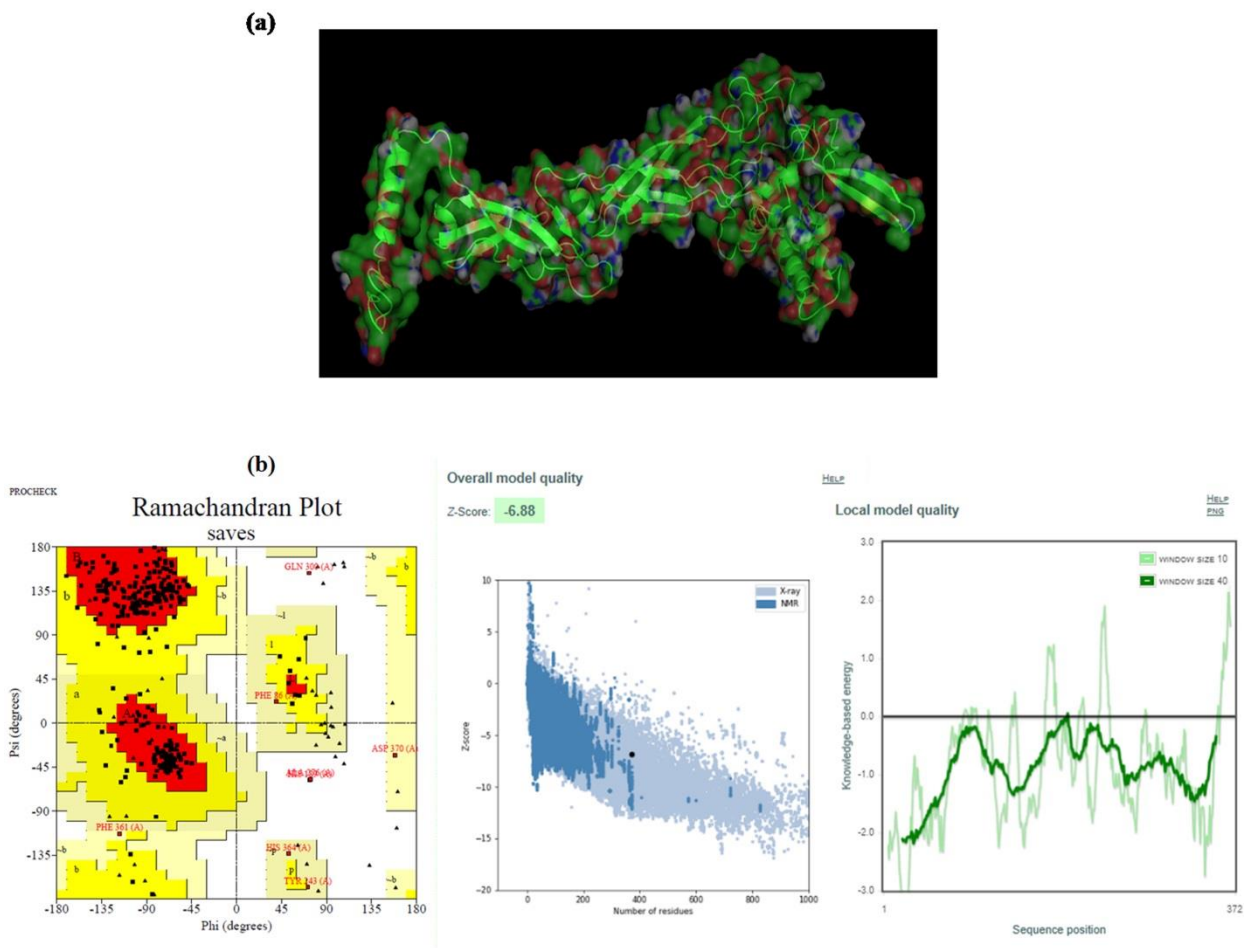 (a)
(b)
PROCHECK
Ramachandran Plot
saves
B
b
a
A
l
~l
~a
~b
~b
b
~b
~b
b
~b
p
~p
GLN 309 (A)
PHE 86 (A)
ASP 370 (A)
PHE 361 (A)
HIS 364 (A)
TYR 243 (A)
180
135
90
45
0
-45
-90
-135
Psi (degrees)
-180 -135 -90 -45 0 45 90 135 180
Phi (degrees)
Overall model quality
HELP
Z-Score: -6.88
X-ray
NMR
10
5
0
-5
-10
-15
-20
Z-score
0 200 400 600 800 1000
Number of residues
Local model quality
HELP
PNG
WINDOW SIZE 10
WINDOW SIZE 40
3.0
2.0
1.0
0.0
-1.0
-2.0
-3.0
Knowledge-based energy
1 372
Sequence position